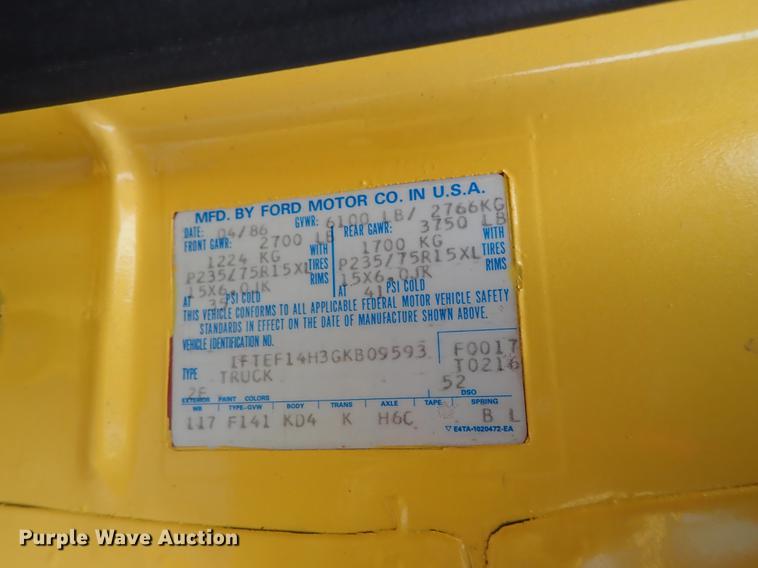 MFD. BY FORD MOTOR CO. IN U.S.A.
DATE: 04/86 GVWR: 6100 LB/ 2766KG
FRONT GAWR: 2700 LB REAR GAWR: 3750 LB
1224 KG WITH 1700 KG WITH
P235/75R15XL TIRES P235/75R15XL TIRES
15X6.0JK RIMS 15X6.0JK RIMS
AT 35 PSI COLD AT 41 PSI COLD
THIS VEHICLE CONFORMS TO ALL APPLICABLE FEDERAL MOTOR VEHICLE SAFETY
STANDARDS IN EFFECT ON THE DATE OF MANUFACTURE SHOWN ABOVE.
VEHICLE IDENTIFICATION NO.
1FTEF14H3GKB09593 F0017
TYPE TRUCK T0216
52
EXTERIOR PAINT COLORS DSO
WB TYPE-GVW BODY TRANS AXLE TAPE SPRING
117 F141 KD4 K H6C B L
E4TA-1020472-EA
Purple Wave Auction